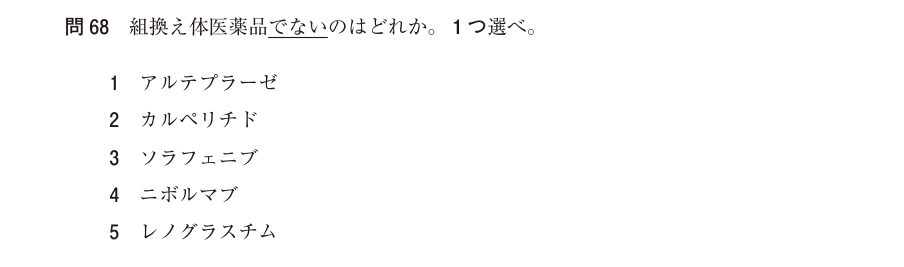 問 68　組換え体医薬品でないのはどれか。1つ選べ。
1　アルテプラーゼ
2　カルペリチド
3　ソラフェニブ
4　ニボルマブ
5　レノグラスチム